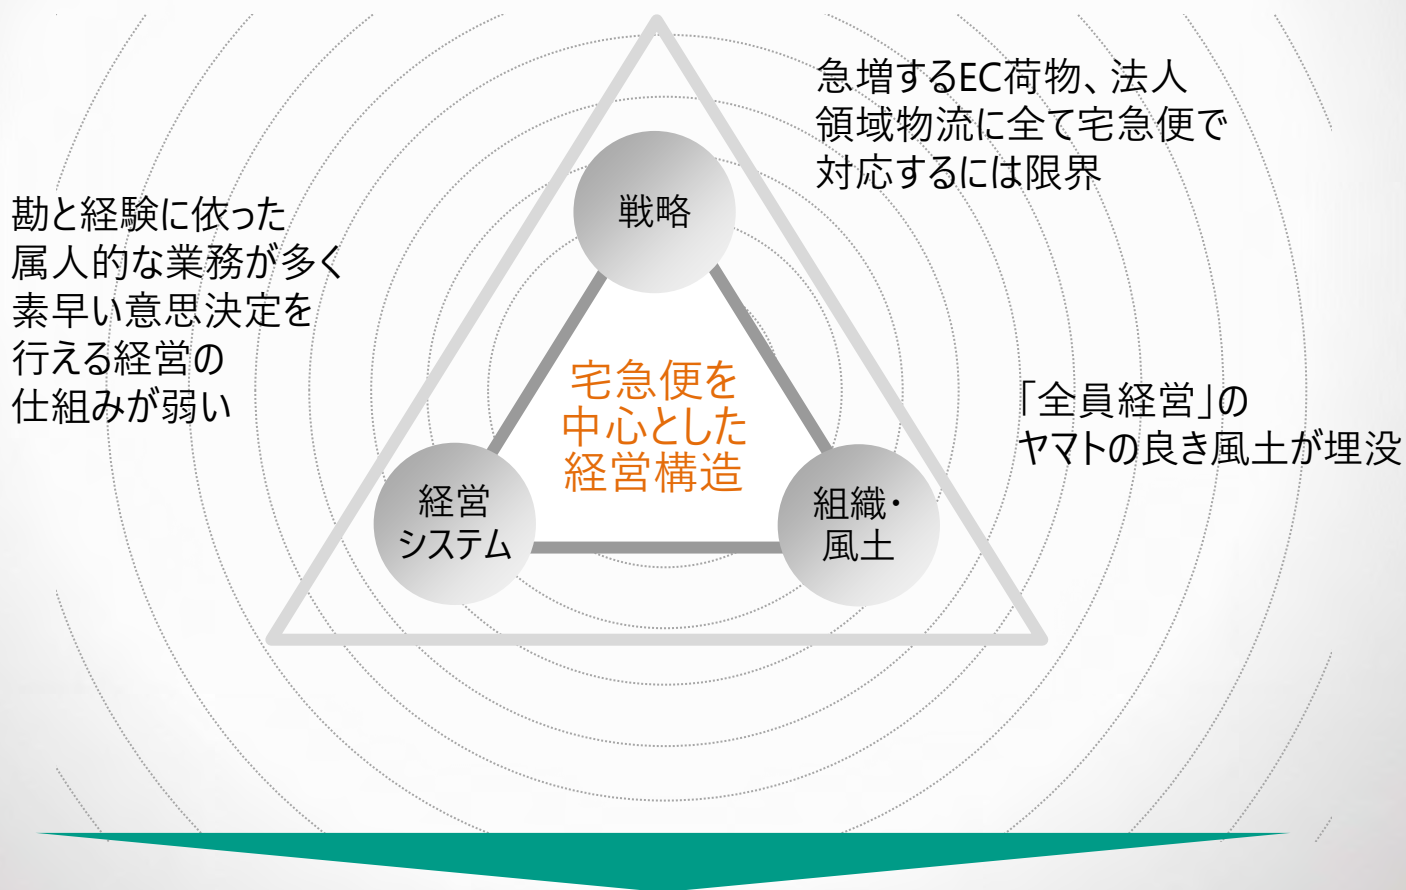 急増するEC荷物、法人
領域物流に全て宅急便で
対応するには限界
戦略
勘と経験に依った
属人的な業務が多く
素早い意思決定を
行える経営の
仕組みが弱い
宅急便を
中心とした
経営構造
「全員経営」の
ヤマトの良き風土が埋没
経営
システム
組織・
風土